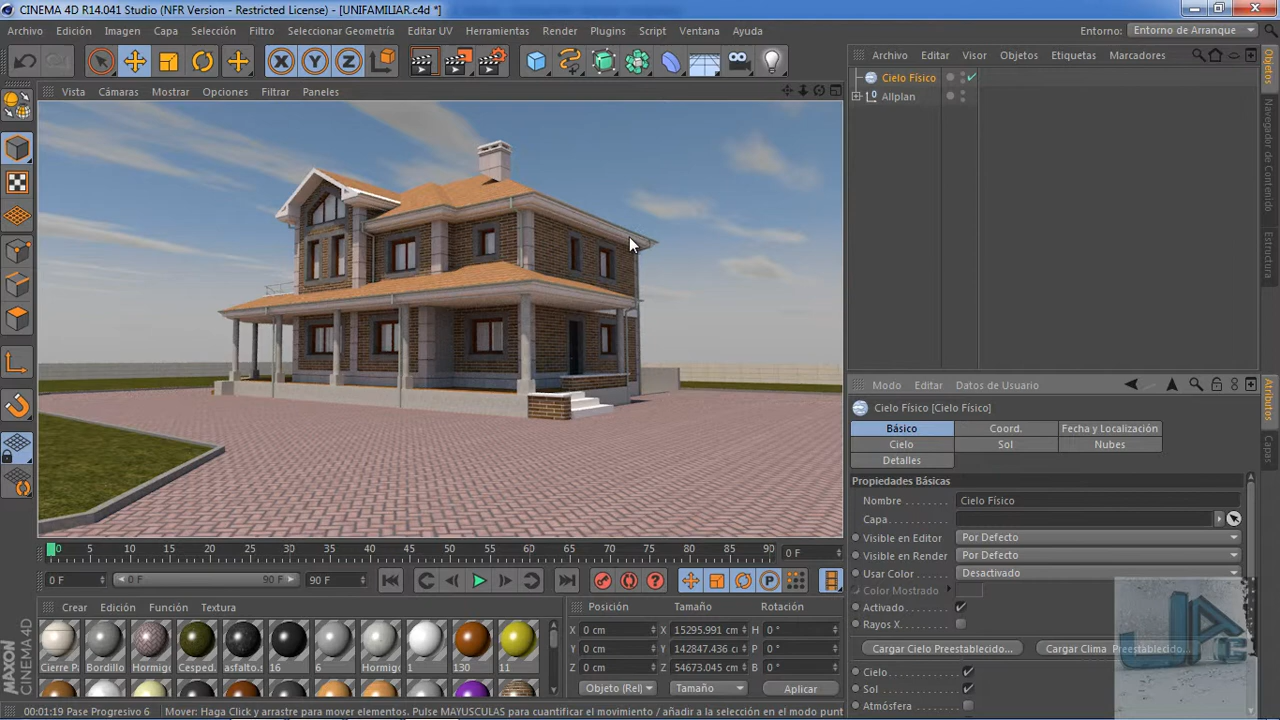 CINEMA 4D R14.041 Studio (NFR Version - Restricted License) - [UNIFAMILIAR.c4d *]
Archivo Edición Imagen Capa Selección Filtro Seleccionar Geometría Editar UV Herramientas Render Plugins Script Ventana Ayuda
Entorno: Entorno de Arranque
Archivo Editar Visor Objetos Etiquetas Marcadores
Vista Cámaras Mostrar Opciones Filtrar Paneles
Cielo Físico
Allplan
Objetos
Navegador de Contenido
Estructura
Modo Editar Datos de Usuario
Cielo Físico [Cielo Físico]
Básico Coord. Fecha y Localización
Cielo Sol Nubes
Detalles
Propiedades Básicas
Nombre Cielo Físico
Capa
Visible en Editor Por Defecto
Visible en Render Por Defecto
Usar Color Desactivado
Color Mostrado
Activado
Rayos X.
Cargar Cielo Preestablecido... Cargar Clima Preestablecido...
Cielo
Sol
Atmósfera
Atributos
Capas
0 5 10 15 20 25 30 35 40 45 50 55 60 65 70 75 80 85 90 0 F
0 F 0 F 90 F 90 F
Crear Edición Función Textura
Posición Tamaño Rotación
X 0 cm X 15295.991 cm H 0 °
Y 0 cm Y 142847.436 cm P 0 °
Z 0 cm Z 54673.045 cm B 0 °
Objeto (Rel) Tamaño Aplicar
Cierre P Bordillo Hormig Cesped. asfalto. 16 6 Hormig 1 130 11
MAXON CINEMA 4D
00:01:19 Pase Progresivo 6 Mover: Haga Click y arrastre para mover elementos. Pulse MAYUSCULAS para cuantificar el movimiento / añadir a la selección en el modo punt